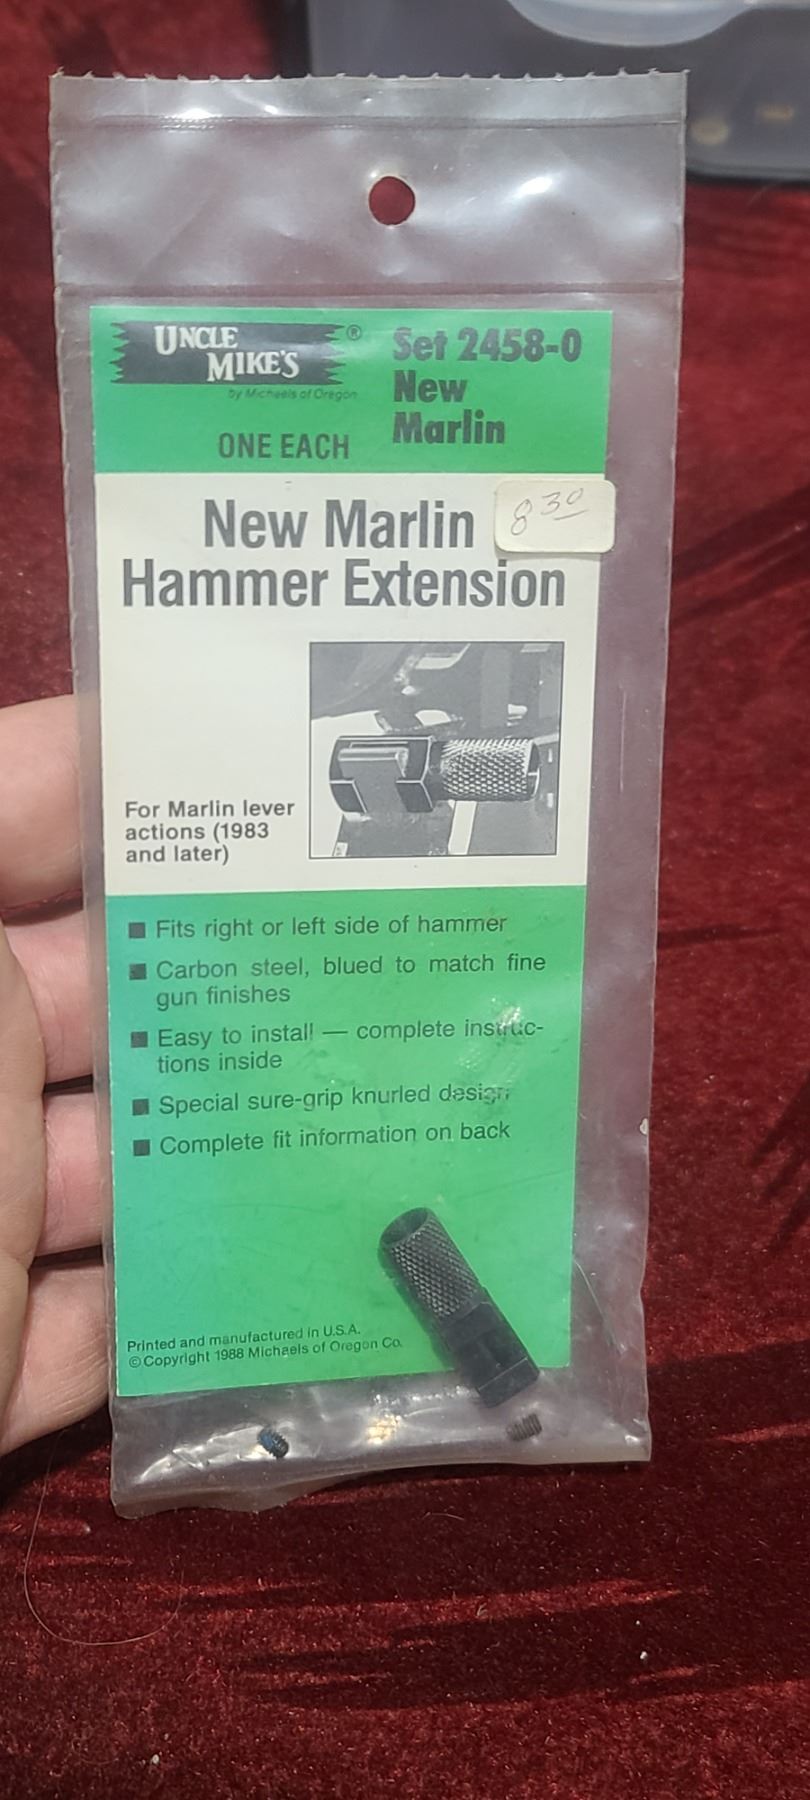 UNCLE MIKE'S®
by Michaels of Oregon
Set 2458-0
New
Marlin
ONE EACH
8 30
New Marlin
Hammer Extension
For Marlin lever
actions (1983
and later)
■ Fits right or left side of hammer
■ Carbon steel, blued to match fine
gun finishes
■ Easy to install — complete instruc-
tions inside
■ Special sure-grip knurled design
■ Complete fit information on back
Printed and manufactured in U.S.A.
© Copyright 1988 Michaels of Oregon Co.